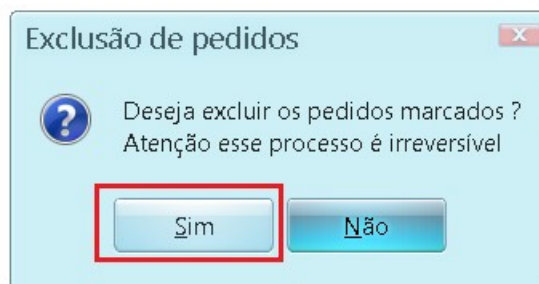 Exclusão de pedidos
Deseja excluir os pedidos marcados ?
Atenção esse processo é irreversível
Sim
Não